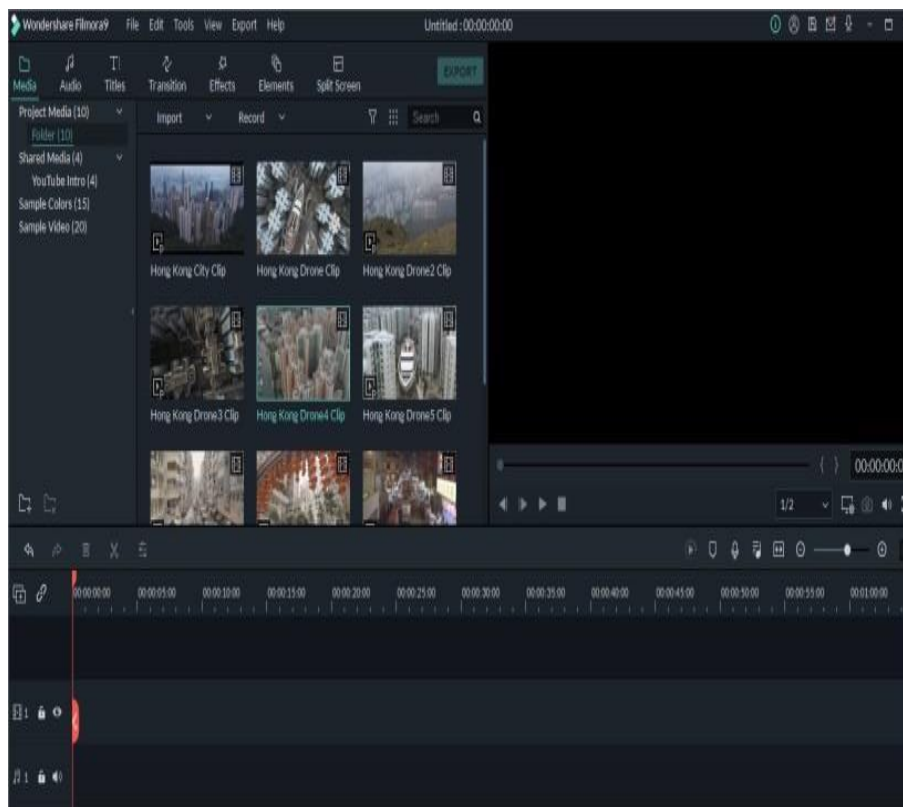 Wondershare Filmora9 File Edit Tools View Export Help Untitled : 00:00:00:00
Media Audio Titles Transition Effects Elements Split Screen EXPORT
Project Media (10) Import Record Search
Folder (10)
Shared Media (4)
YouTube Intro (4)
Sample Colors (15)
Sample Video (20)
Hong Kong City Clip Hong Kong Drone Clip Hong Kong Drone2 Clip
Hong Kong Drone3 Clip Hong Kong Drone4 Clip Hong Kong Drone5 Clip
{ } 00:00:00:0
1/2
00:00:00:00 00:00:05:00 00:00:10:00 00:00:15:00 00:00:20:00 00:00:25:00 00:00:30:00 00:00:35:00 00:00:40:00 00:00:45:00 00:00:50:00 00:00:55:00 00:01:00:00
1
1